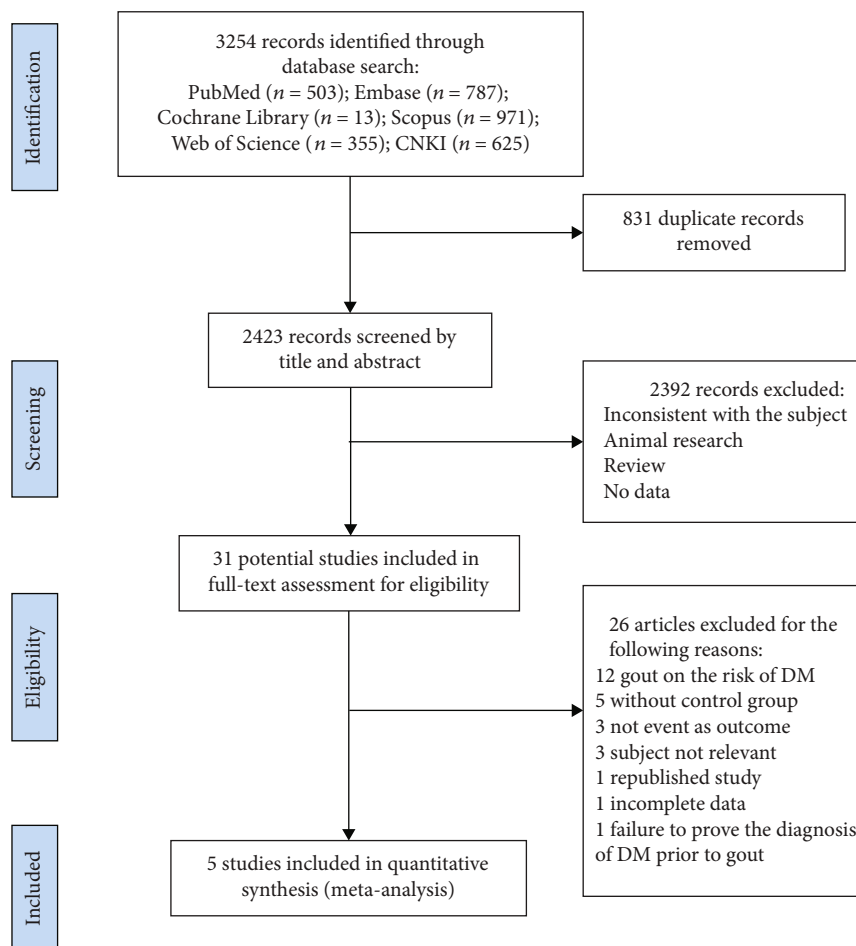 Identification
3254 records identified through
database search:
PubMed (n = 503); Embase (n = 787);
Cochrane Library (n = 13); Scopus (n = 971);
Web of Science (n = 355); CNKI (n = 625)
831 duplicate records
removed
2423 records screened by
title and abstract
Screening
2392 records excluded:
Inconsistent with the subject
Animal research
Review
No data
31 potential studies included in
full-text assessment for eligibility
Eligibility
26 articles excluded for the
following reasons:
12 gout on the risk of DM
5 without control group
3 not event as outcome
3 subject not relevant
1 republished study
1 incomplete data
1 failure to prove the diagnosis
of DM prior to gout
Included
5 studies included in quantitative
synthesis (meta-analysis)